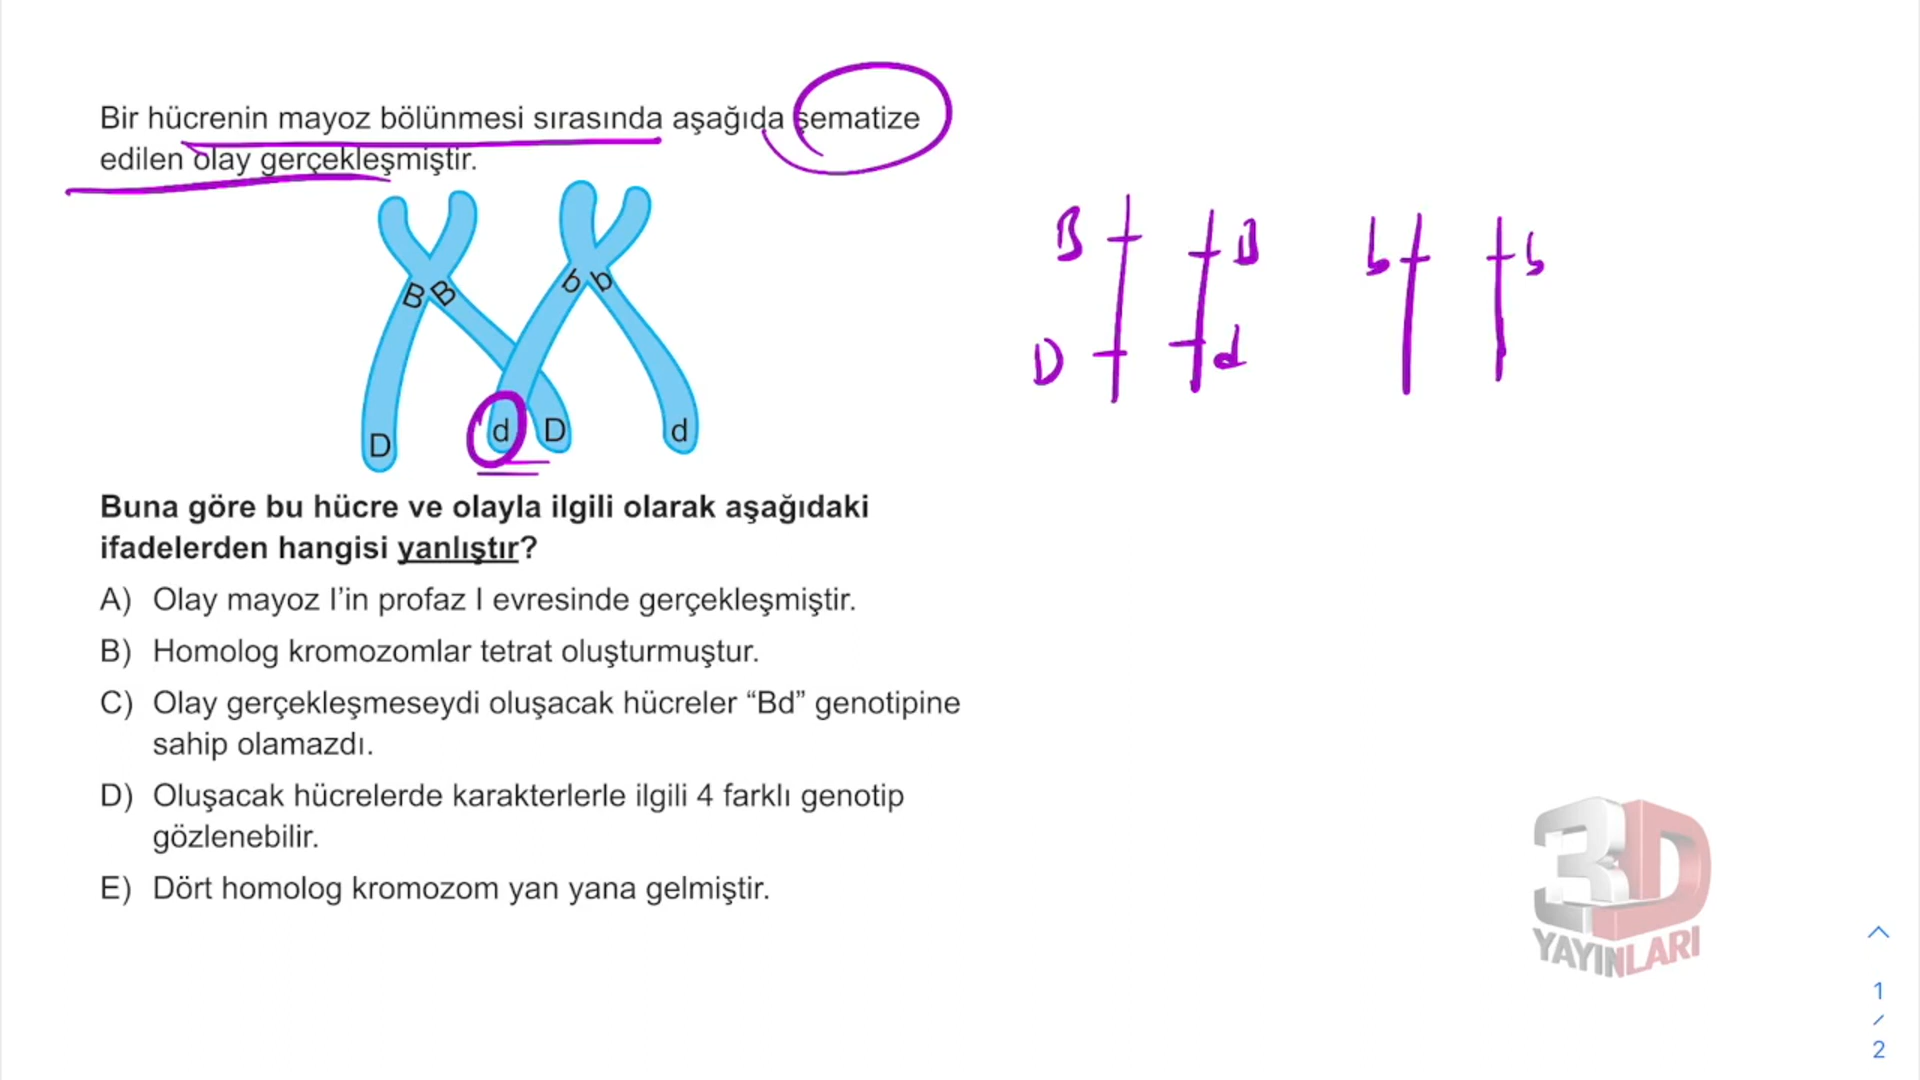 Bir hücrenin mayoz bölünmesi sırasında aşağıda şematize
edilen olay gerçekleşmiştir.
B B b b
D d D d
B B b b
D d
Buna göre bu hücre ve olayla ilgili olarak aşağıdaki
ifadelerden hangisi yanlıştır?
A) Olay mayoz I’in profaz I evresinde gerçekleşmiştir.
B) Homolog kromozomlar tetrat oluşturmuştur.
C) Olay gerçekleşmeseydi oluşacak hücreler “Bd” genotipine
sahip olamazdı.
D) Oluşacak hücrelerde karakterlerle ilgili 4 farklı genotip
gözlenebilir.
E) Dört homolog kromozom yan yana gelmiştir.
3D
YAYINLARI
1
/
2